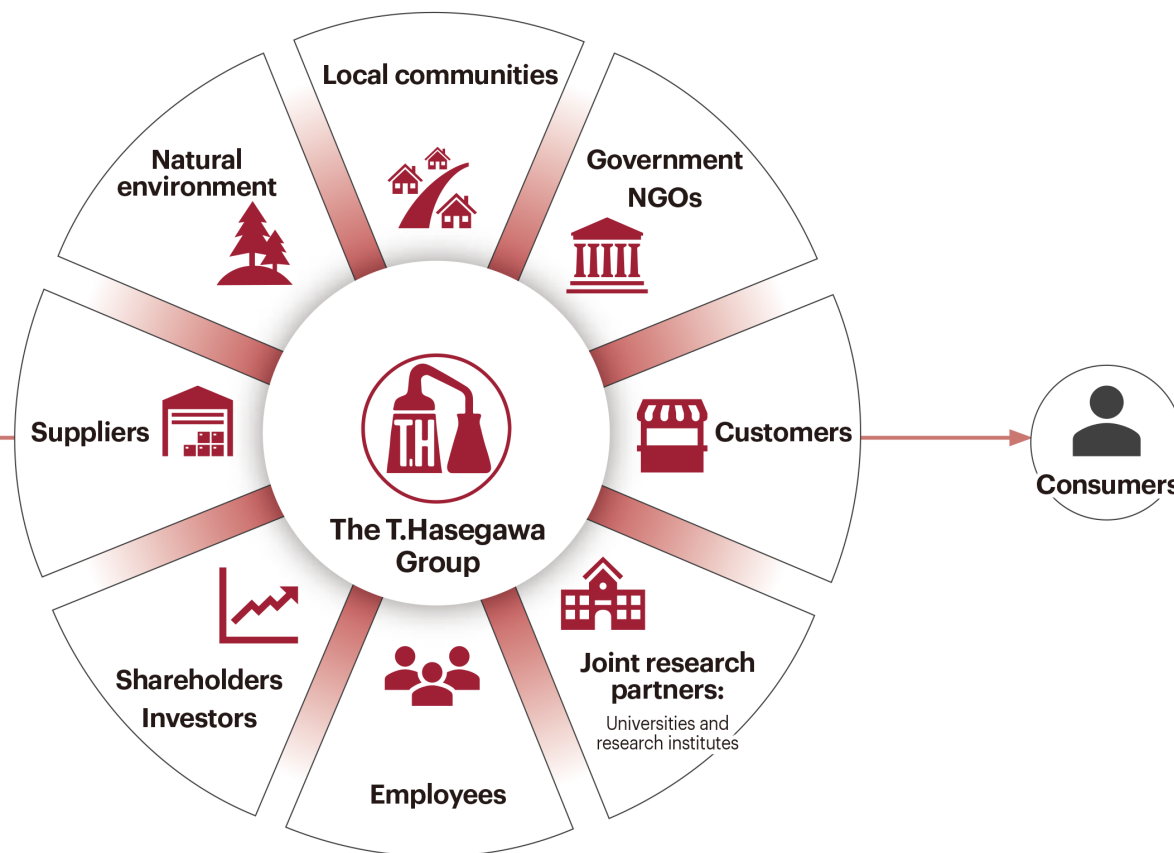 Local communities
Natural
environment
Government
NGOs
Suppliers
T.H
The T.Hasegawa
Group
Customers
Consumers
Shareholders
Investors
Joint research
partners:
Universities and
research institutes
Employees